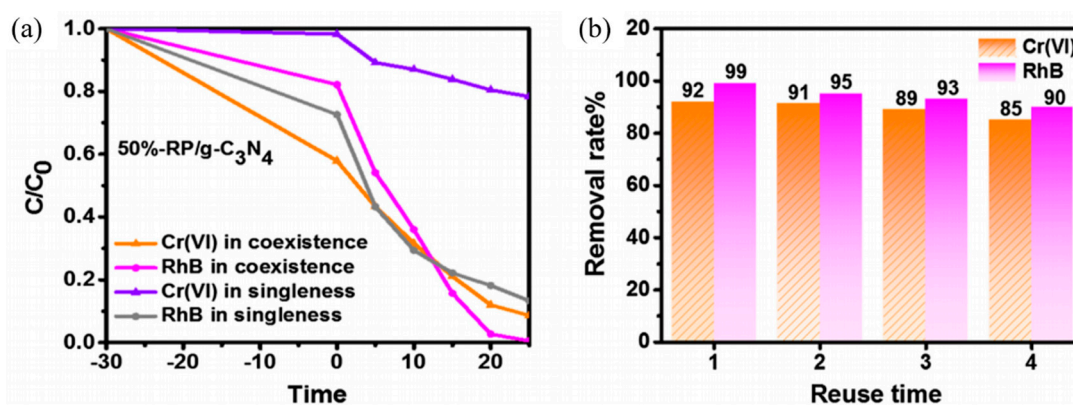 (a)
1.0
0.8
0.6
0.4
0.2
0.0
C/C₀
50%-RP/g-C₃N₄
Cr(VI) in coexistence
RhB in coexistence
Cr(VI) in singleness
RhB in singleness
-30 -20 -10 0 10 20
Time
(b)
20
100
80
60
40
20
0
Removal rate%
Cr(VI)
RhB
92 99 91 95 89 93 85 90
1 2 3 4
Reuse time